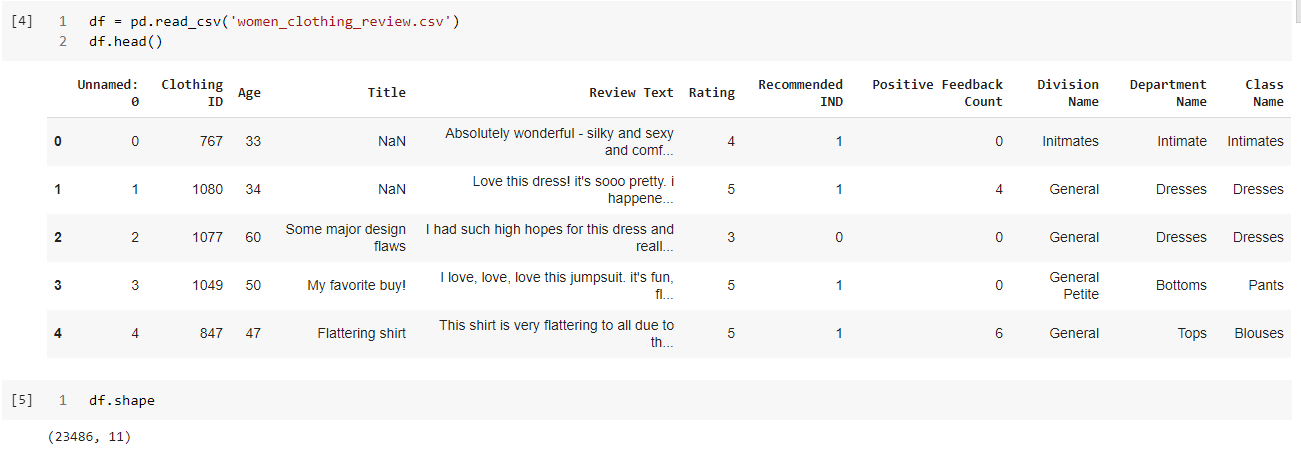 [4] 1 df = pd.read_csv('women_clothing_review.csv')
2 df.head()
Unnamed: 0 Clothing ID Age Title Review Text Rating Recommended IND Positive Feedback Count Division Name Department Name Class Name
0 0 767 33 NaN Absolutely wonderful - silky and sexy and comf... 4 1 0 Initmates Intimate Intimates
1 1 1080 34 NaN Love this dress! it's sooo pretty. i happene... 5 1 4 General Dresses Dresses
2 2 1077 60 Some major design flaws I had such high hopes for this dress and reall... 3 0 0 General Dresses Dresses
3 3 1049 50 My favorite buy! I love, love, love this jumpsuit. it's fun, fl... 5 1 0 General Petite Bottoms Pants
4 4 847 47 Flattering shirt This shirt is very flattering to all due to th... 5 1 6 General Tops Blouses
[5] 1 df.shape
(23486, 11)